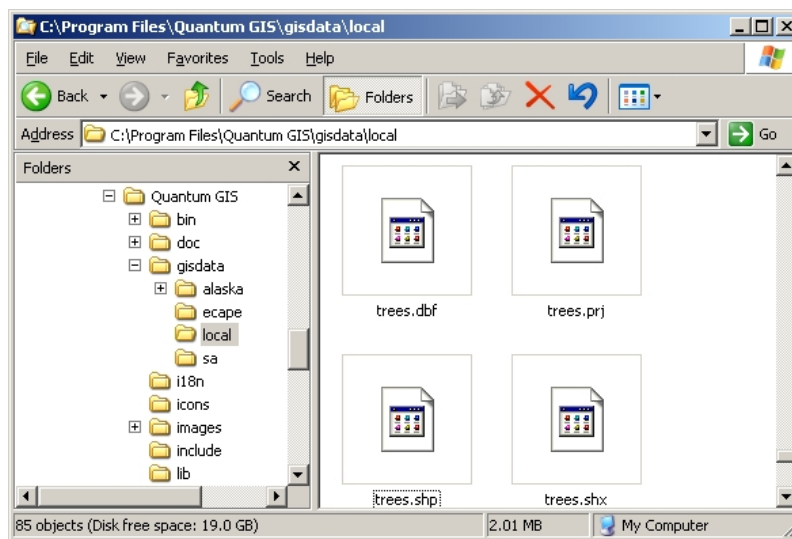 C:\Program Files\Quantum GIS\gisdata\local
File Edit View Favorites Tools Help
Back Search Folders
Address C:\Program Files\Quantum GIS\gisdata\local Go
Folders
Quantum GIS
bin
doc
gisdata
alaska
ecape
local
sa
i18n
icons
images
include
lib
trees.dbf trees.prj
trees.shp trees.shx
85 objects (Disk free space: 19.0 GB) 2.01 MB My Computer